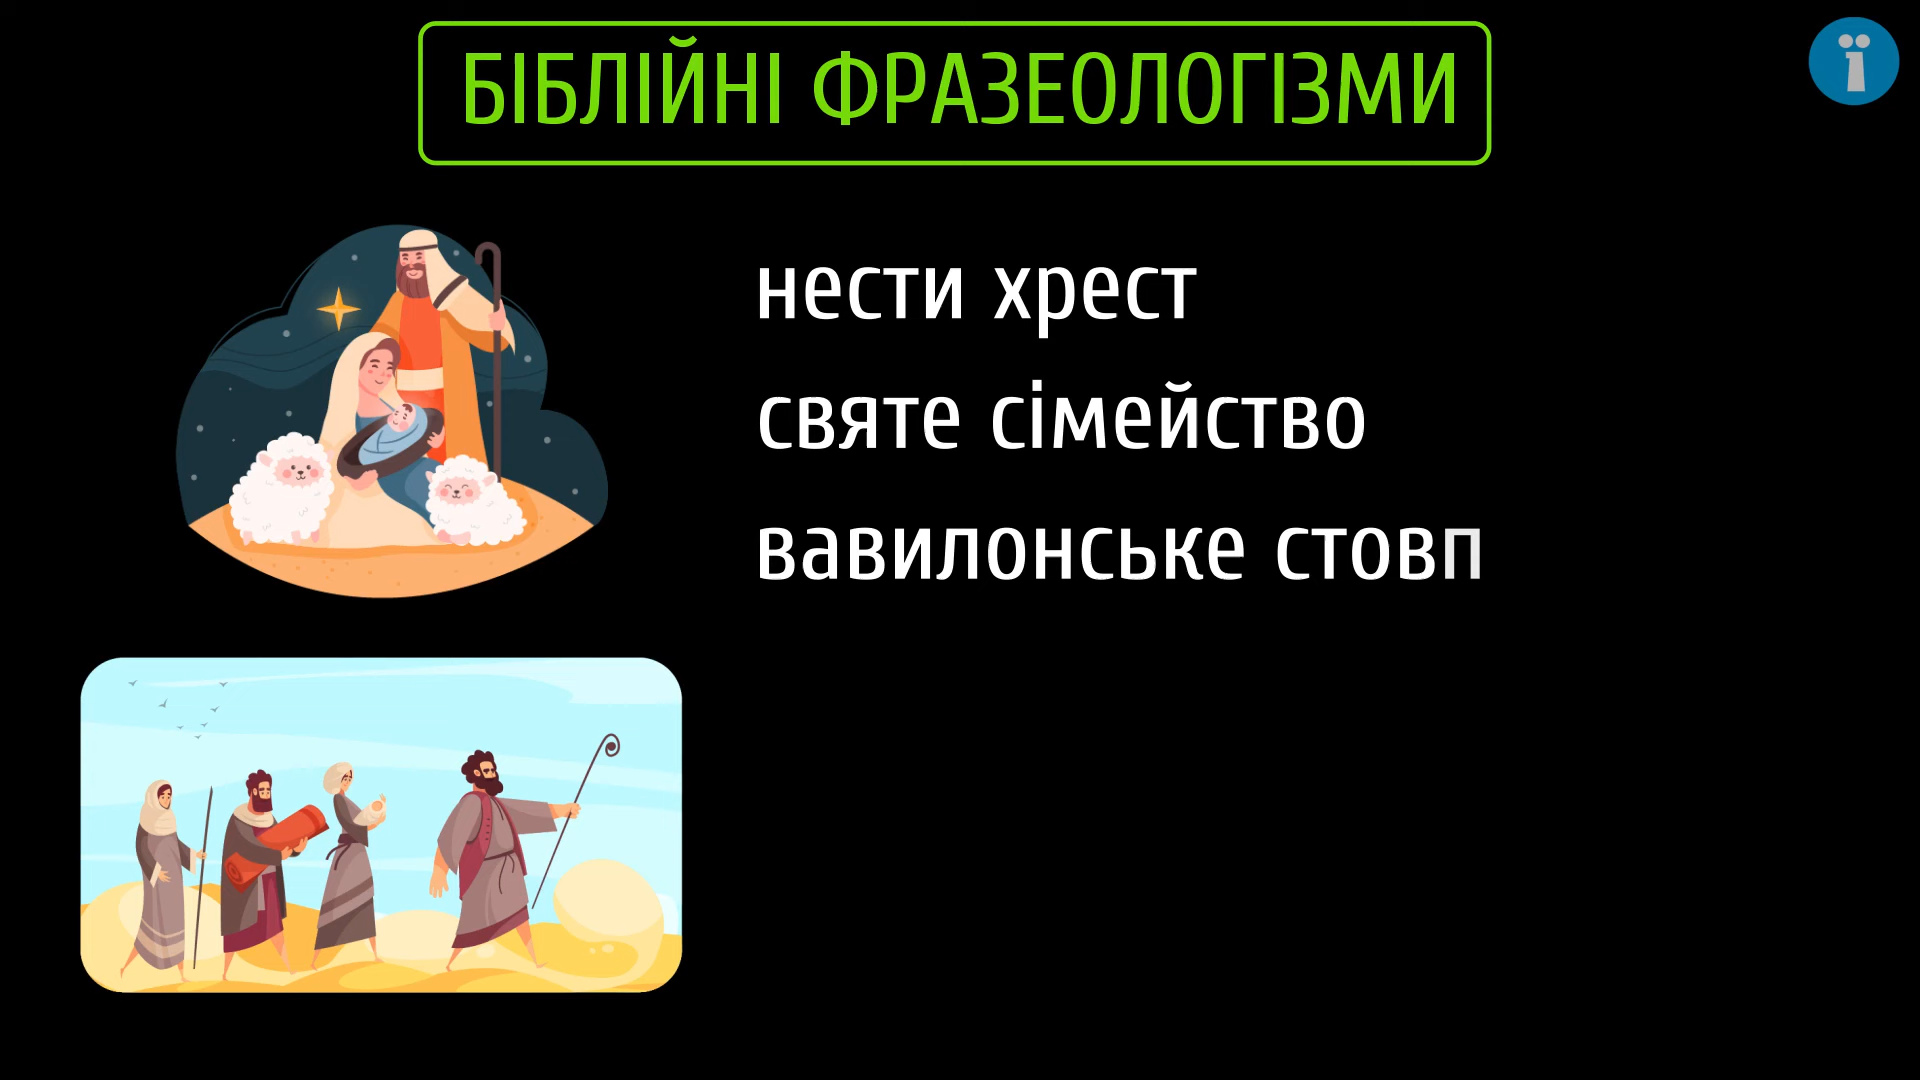 БІБЛІЙНІ ФРАЗЕОЛОГІЗМИ
ї
нести хрест
святе сімейство
вавилонське стовп